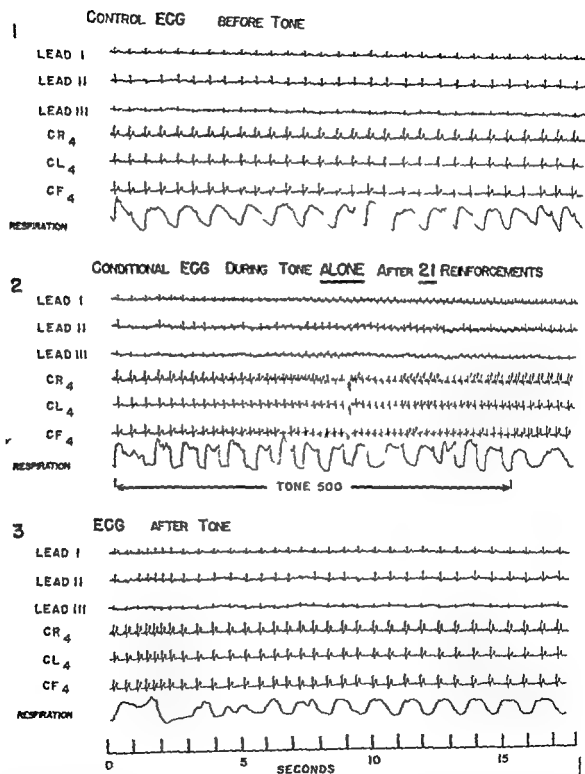 1
CONTROL ECG BEFORE TONE
LEAD I
LEAD II
LEAD III
CR4
CL4
CF4
RESPIRATION
2
CONDITIONAL ECG DURING TONE ALONE AFTER 21 REINFORCEMENTS
LEAD I
LEAD II
LEAD III
CR4
CL4
CF4
RESPIRATION
TONE 500
3
ECG AFTER TONE
LEAD I
LEAD II
LEAD III
CR4
CL4
CF4
RESPIRATION
0 5 10 15
SECONDS